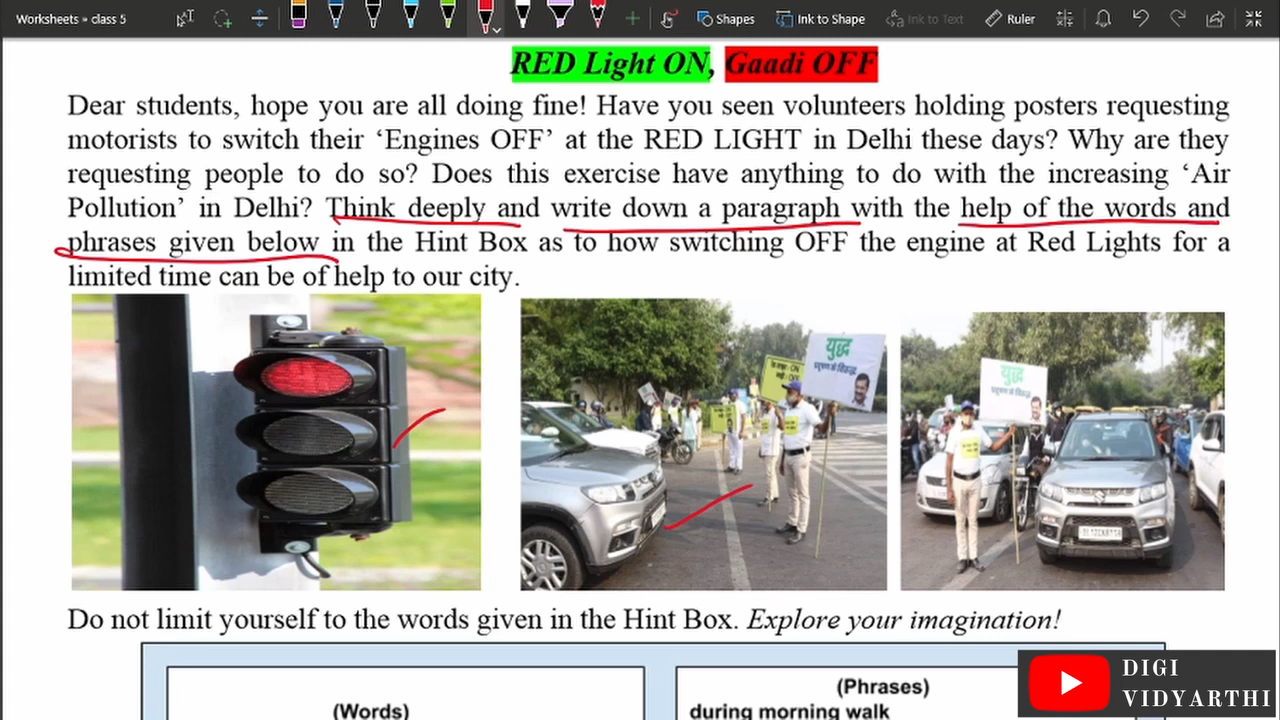 Worksheets » class 5
Shapes
Ink to Shape
Ink to Text
Ruler
RED Light ON, Gaadi OFF
Dear students, hope you are all doing fine! Have you seen volunteers holding posters requesting
motorists to switch their ‘Engines OFF’ at the RED LIGHT in Delhi these days? Why are they
requesting people to do so? Does this exercise have anything to do with the increasing ‘Air
Pollution’ in Delhi? Think deeply and write down a paragraph with the help of the words and
phrases given below in the Hint Box as to how switching OFF the engine at Red Lights for a
limited time can be of help to our city.
युद्ध
प्रदूषण के विरुद्ध
युद्ध
प्रदूषण के विरुद्ध
Do not limit yourself to the words given in the Hint Box. Explore your imagination!
(Words)
(Phrases)
during morning walk
DIGI
VIDYARTHI